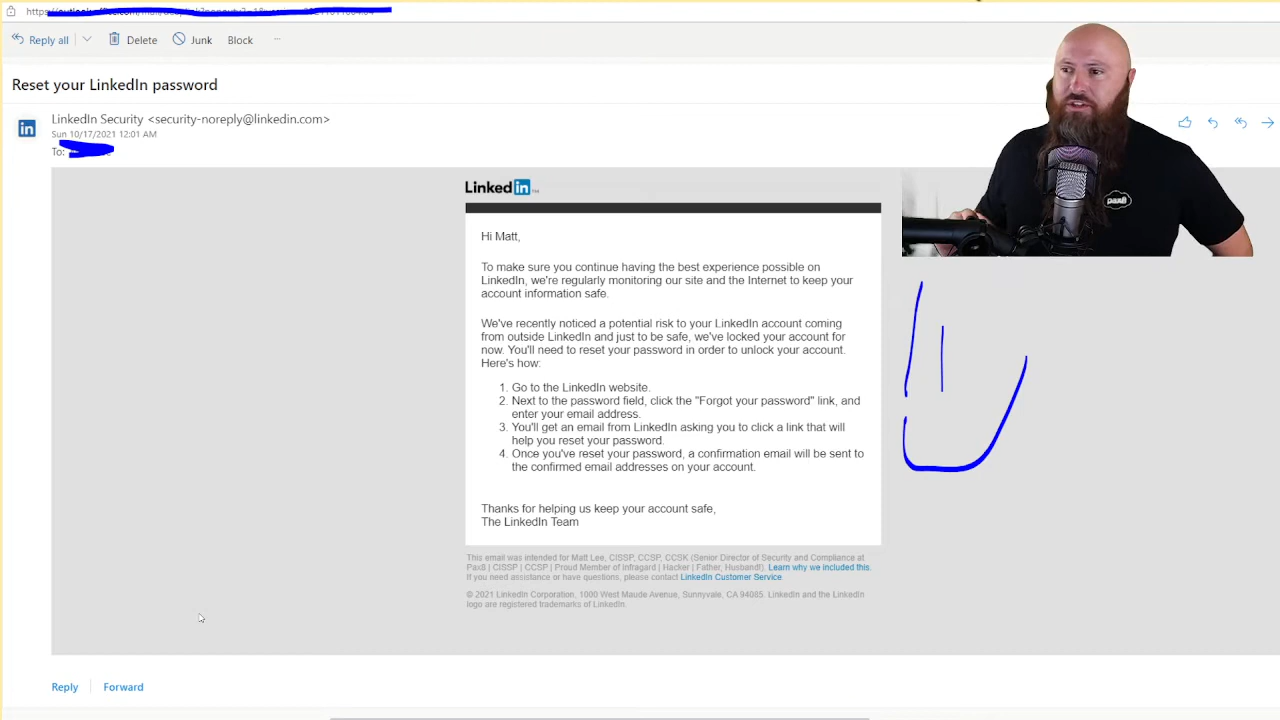 Reply all
Delete
Junk
Block
Reset your LinkedIn password
LinkedIn Security <security-noreply@linkedin.com>
Sun 10/17/2021 12:01 AM
To:
Linked in
Hi Matt,
To make sure you continue having the best experience possible on
LinkedIn, we're regularly monitoring our site and the Internet to keep your
account information safe.
We've recently noticed a potential risk to your LinkedIn account coming
from outside LinkedIn and just to be safe, we've locked your account for
now. You'll need to reset your password in order to unlock your account.
Here's how:
1. Go to the LinkedIn website.
2. Next to the password field, click the "Forgot your password" link, and
enter your email address.
3. You'll get an email from LinkedIn asking you to click a link that will
help you reset your password.
4. Once you've reset your password, a confirmation email will be sent to
the confirmed email addresses on your account.
Thanks for helping us keep your account safe,
The LinkedIn Team
This email was intended for Matt Lee, CISSP, CCSP, CCSK (Senior Director of Security and Compliance at
Pax8 | CISSP | CCSP | Proud Member of Infragard | Hacker | Father, Husband!). Learn why we included this.
If you need assistance or have questions, please contact LinkedIn Customer Service
© 2021 LinkedIn Corporation, 1000 West Maude Avenue, Sunnyvale, CA 94085. LinkedIn and the LinkedIn
logo are registered trademarks of LinkedIn.
Reply
Forward
in
pax8